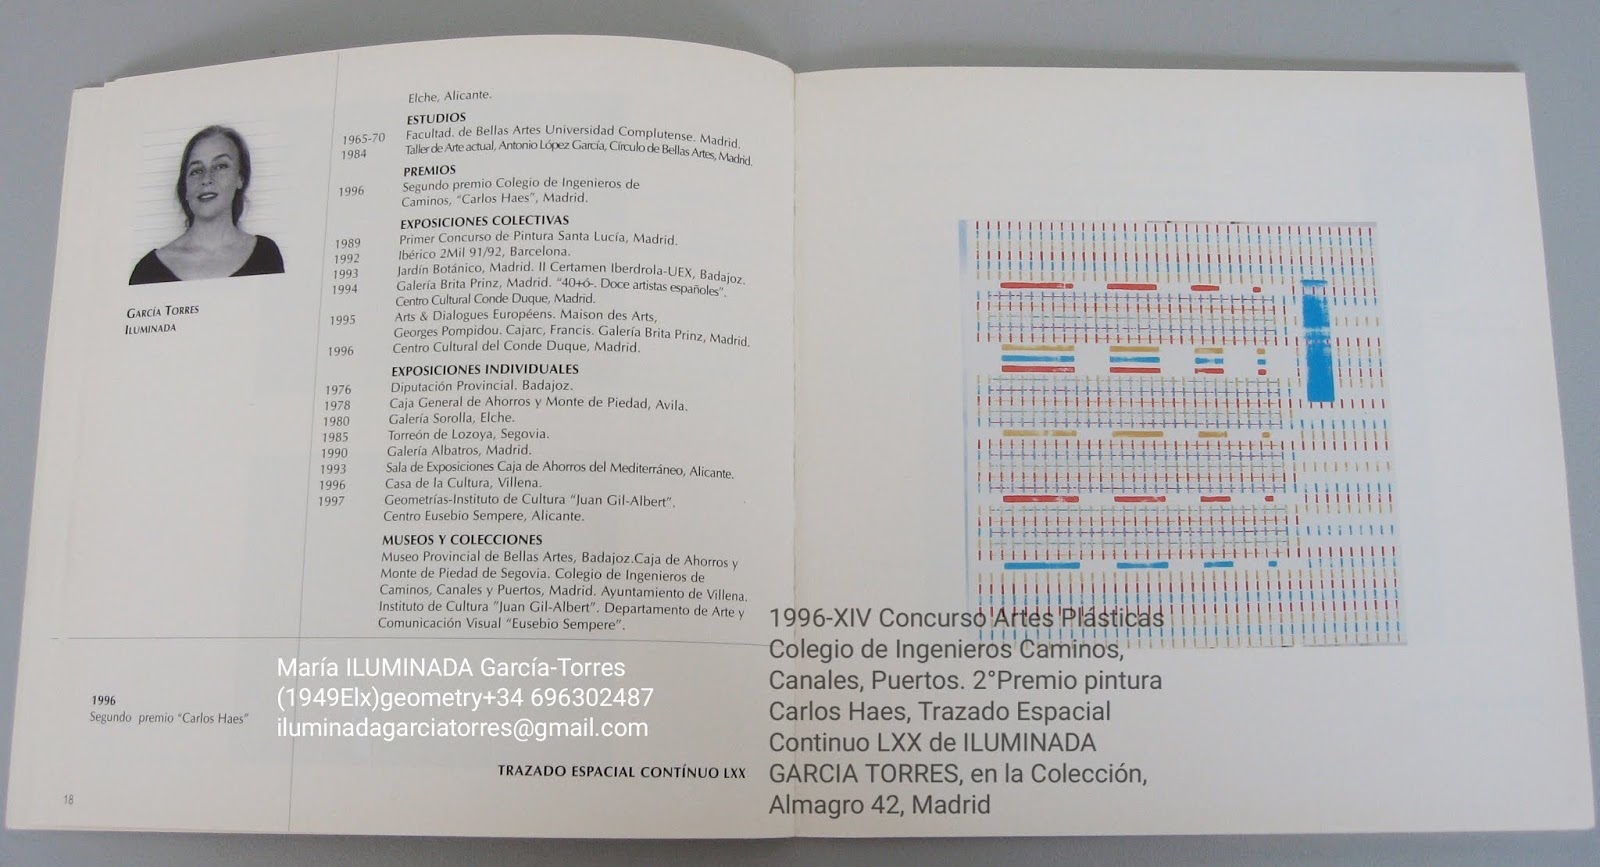 Elche, Alicante.
ESTUDIOS
1965-70 Facultad. de Bellas Artes Universidad Complutense. Madrid.
1984 Taller de Arte actual, Antonio López García, Círculo de Bellas Artes, Madrid.
PREMIOS
1996 Segundo premio Colegio de Ingenieros de
Caminos, “Carlos Haes”, Madrid.
EXPOSICIONES COLECTIVAS
1989 Primer Concurso de Pintura Santa Lucía, Madrid.
1992 Ibérico 2Mil 91/92, Barcelona.
1993 Jardín Botánico, Madrid. II Certamen Iberdrola-UEX, Badajoz.
1994 Galería Brita Prinz, Madrid. “40+ó-. Doce artistas españoles”.
Centro Cultural Conde Duque, Madrid.
1995 Arts & Dialogues Européens. Maison des Arts,
Georges Pompidou. Cajarc, Francis. Galería Brita Prinz, Madrid.
1996 Centro Cultural del Conde Duque, Madrid.
EXPOSICIONES INDIVIDUALES
1976 Diputación Provincial. Badajoz.
1978 Caja General de Ahorros y Monte de Piedad, Avila.
1980 Galería Sorolla, Elche.
1985 Torreón de Lozoya, Segovia.
1990 Galería Albatros, Madrid.
1993 Sala de Exposiciones Caja de Ahorros del Mediterráneo, Alicante.
1996 Casa de la Cultura, Villena.
1997 Geometrías-Instituto de Cultura “Juan Gil-Albert”.
Centro Eusebio Sempere, Alicante.
MUSEOS Y COLECCIONES
Museo Provincial de Bellas Artes, Badajoz.Caja de Ahorros y
Monte de Piedad de Segovia. Colegio de Ingenieros de
Caminos, Canales y Puertos, Madrid. Ayuntamiento de Villena.
Instituto de Cultura ”Juan Gil-Albert”. Departamento de Arte y
Comunicación Visual “Eusebio Sempere”.
GARCÍA TORRES
ILUMINADA
1996
Segundo premio “Carlos Haes”
18
TRAZADO ESPACIAL CONTÍNUO LXX
María ILUMINADA García-Torres
(1949Elx)geometry+34 696302487
iluminadagarciatorres@gmail.com
1996-XIV Concurso Artes Plásticas
Colegio de Ingenieros Caminos,
Canales, Puertos. 2°Premio pintura
Carlos Haes, Trazado Espacial
Continuo LXX de ILUMINADA
GARCIA TORRES, en la Colección,
Almagro 42, Madrid